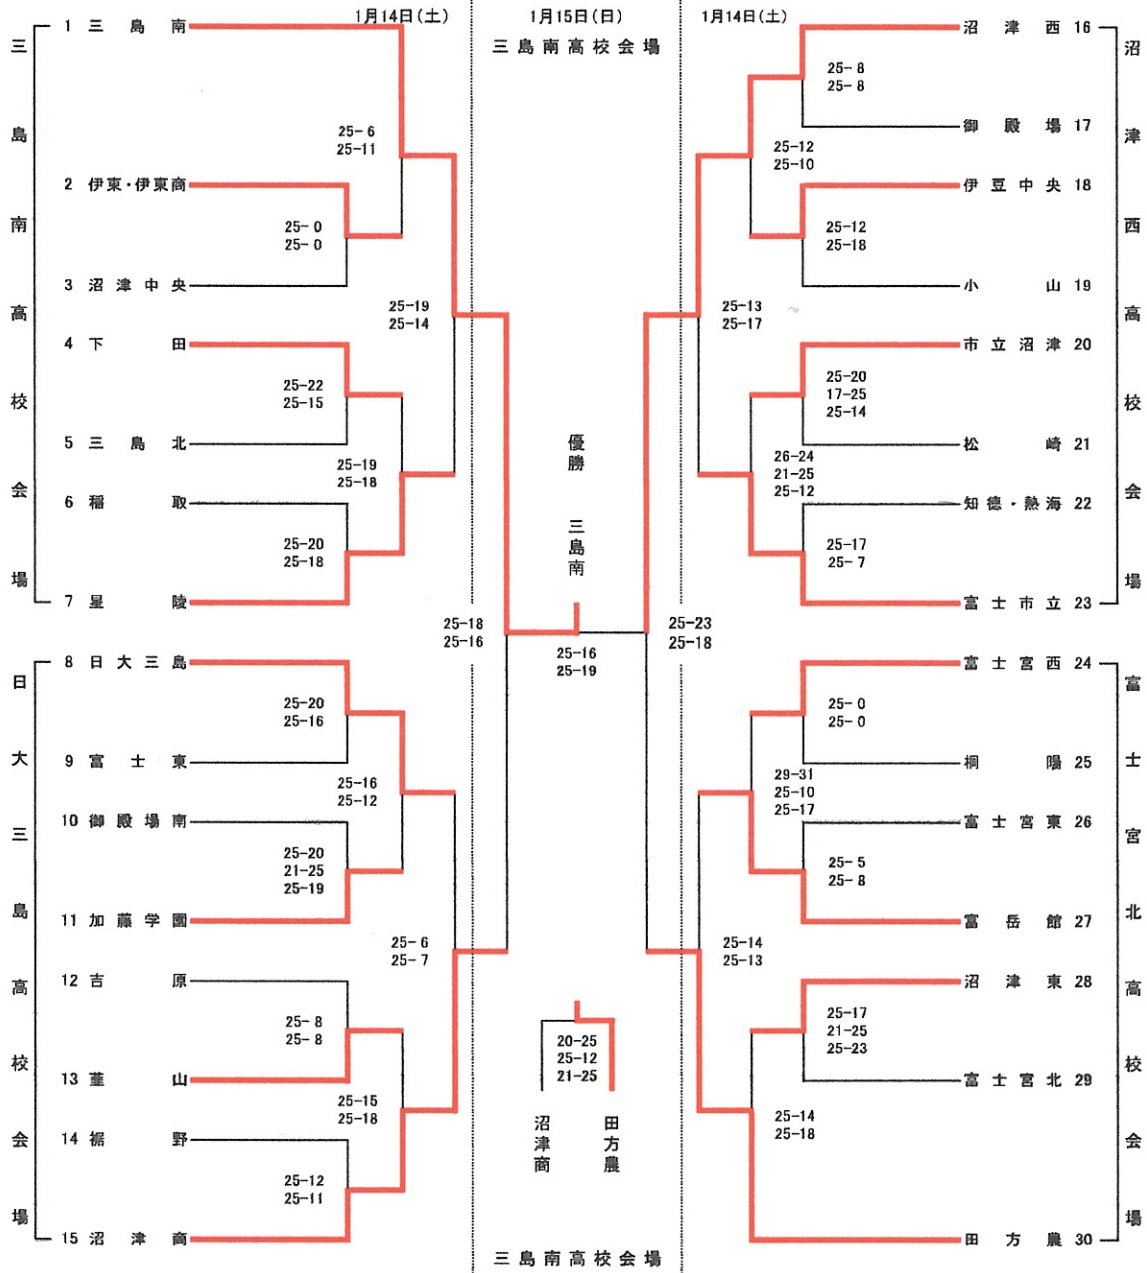 1月14日(土)
1月15日(日)
1月14日(土)
三島南高校会場
三島南高校会場
1 三島南
25- 6
25-11
2 伊東・伊東商
25- 0
25- 0
3 沼津中央
25-19
25-14
4 下田
25-22
25-15
5 三島北
25-19
25-18
6 稲取
25-20
25-18
7 星陵
25-18
25-16
日大三島高校会場
8 日大三島
25-20
25-16
9 富士東
25-16
25-12
10 御殿場南
25-20
21-25
25-19
11 加藤学園
25- 6
25- 7
12 吉原
25- 8
25- 8
13 韮山
25-15
25-18
14 裾野
25-12
25-11
15 沼津商
優勝 三島南
25-16
25-19
20-25
25-12
21-25
沼津商
田方農
三島南高校会場
沼津西高校会場
沼津西 16
25- 8
25- 8
御殿場 17
25-12
25-10
伊豆中央 18
25-12
25-18
小山 19
25-13
25-17
市立沼津 20
25-20
17-25
25-14
松崎 21
26-24
21-25
25-12
知徳・熱海 22
25-17
25- 7
富士市立 23
25-23
25-18
富士宮北高校会場
富士宮西 24
25- 0
25- 0
桐陽 25
29-31
25-10
25-17
富士宮東 26
25- 5
25- 8
富岳館 27
25-14
25-13
沼津東 28
25-17
21-25
25-23
富士宮北 29
25-14
25-18
田方農 30